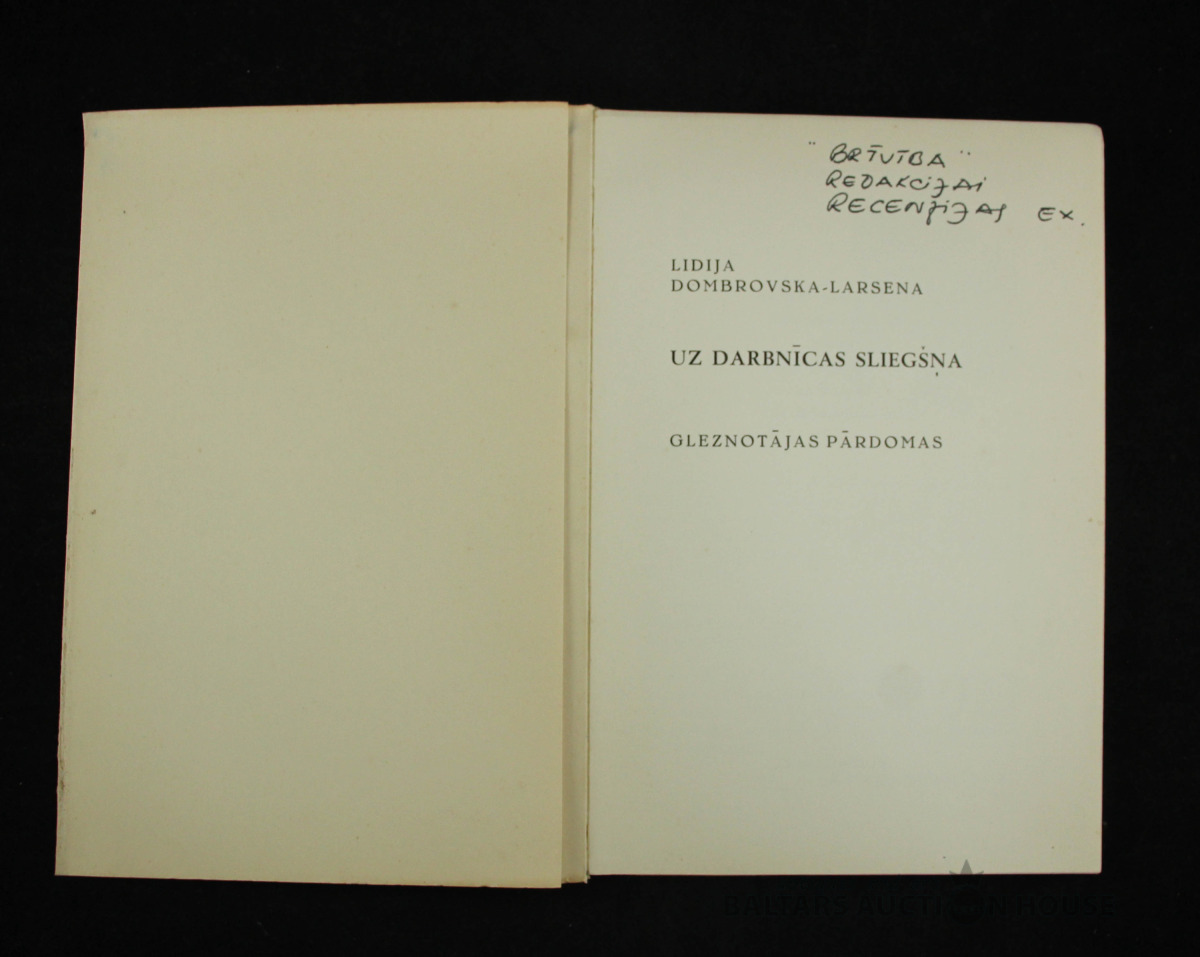 "BRĪVĪBA"
REDAKCIJAI
RECENZIJAS EX.
LIDIJA
DOMBROVSKA-LARSENA
UZ DARBNĪCAS SLIEGŠŅA
GLEZNOTĀJAS PĀRDOMAS
BALTARS AUCTION HOUSE